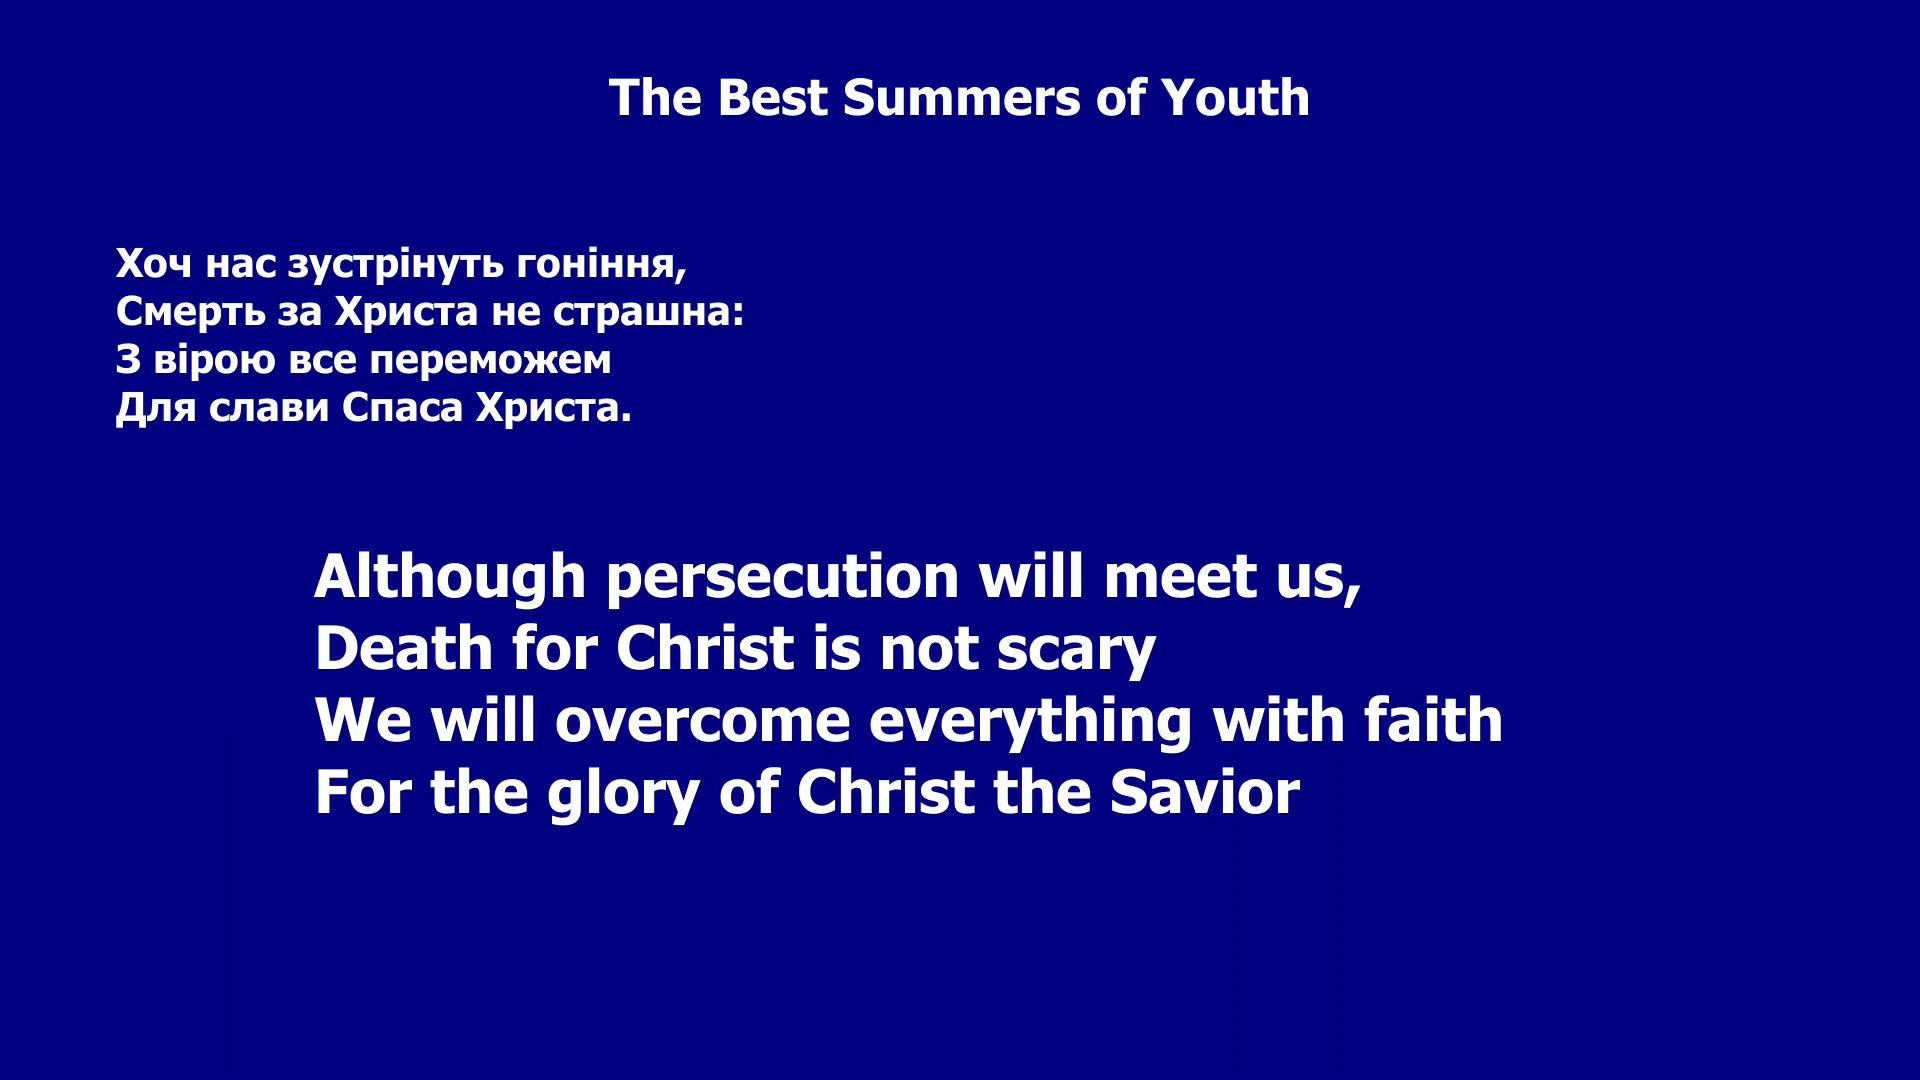 The Best Summers of Youth
Хоч нас зустрінуть гоніння,
Смерть за Христа не страшна:
З вірою все переможем
Для слави Спаса Христа.
Although persecution will meet us,
Death for Christ is not scary
We will overcome everything with faith
For the glory of Christ the Savior